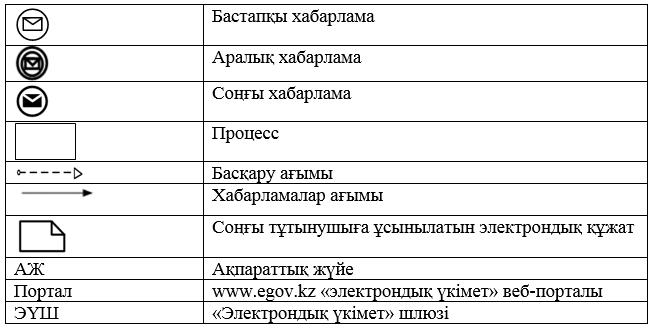 Бастапқы хабарлама
Аралық хабарлама
Соңғы хабарлама
Процесс
Басқару ағымы
Хабарламалар ағымы
Соңғы тұтынушыға ұсынылатын электрондық құжат
АЖ Ақпараттық жүйе
Портал www.egov.kz «электрондық үкімет» веб-порталы
ЭҮШ «Электрондық үкімет» шлюзі